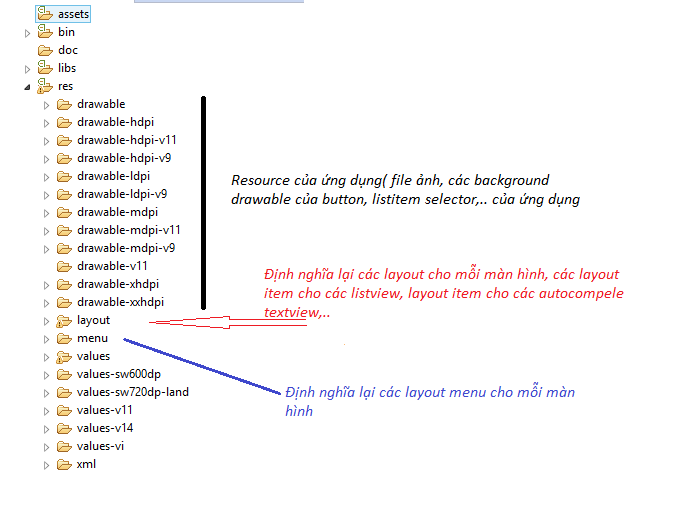 assets
bin
doc
libs
res
drawable
drawable-hdpi
drawable-hdpi-v11
drawable-hdpi-v9
drawable-ldpi
drawable-ldpi-v9
drawable-mdpi
drawable-mdpi-v11
drawable-mdpi-v9
drawable-v11
drawable-xhdpi
drawable-xxhdpi
layout
menu
values
values-sw600dp
values-sw720dp-land
values-v11
values-v14
values-vi
xml
Resource của ứng dụng( file ảnh, các background
drawable của button, listitem selector,.. của ứng dụng
Định nghĩa lại các layout cho mỗi màn hình, các layout
item cho các listview, layout item cho các autocompele
textview,..
Định nghĩa lại các layout menu cho mỗi màn
hình